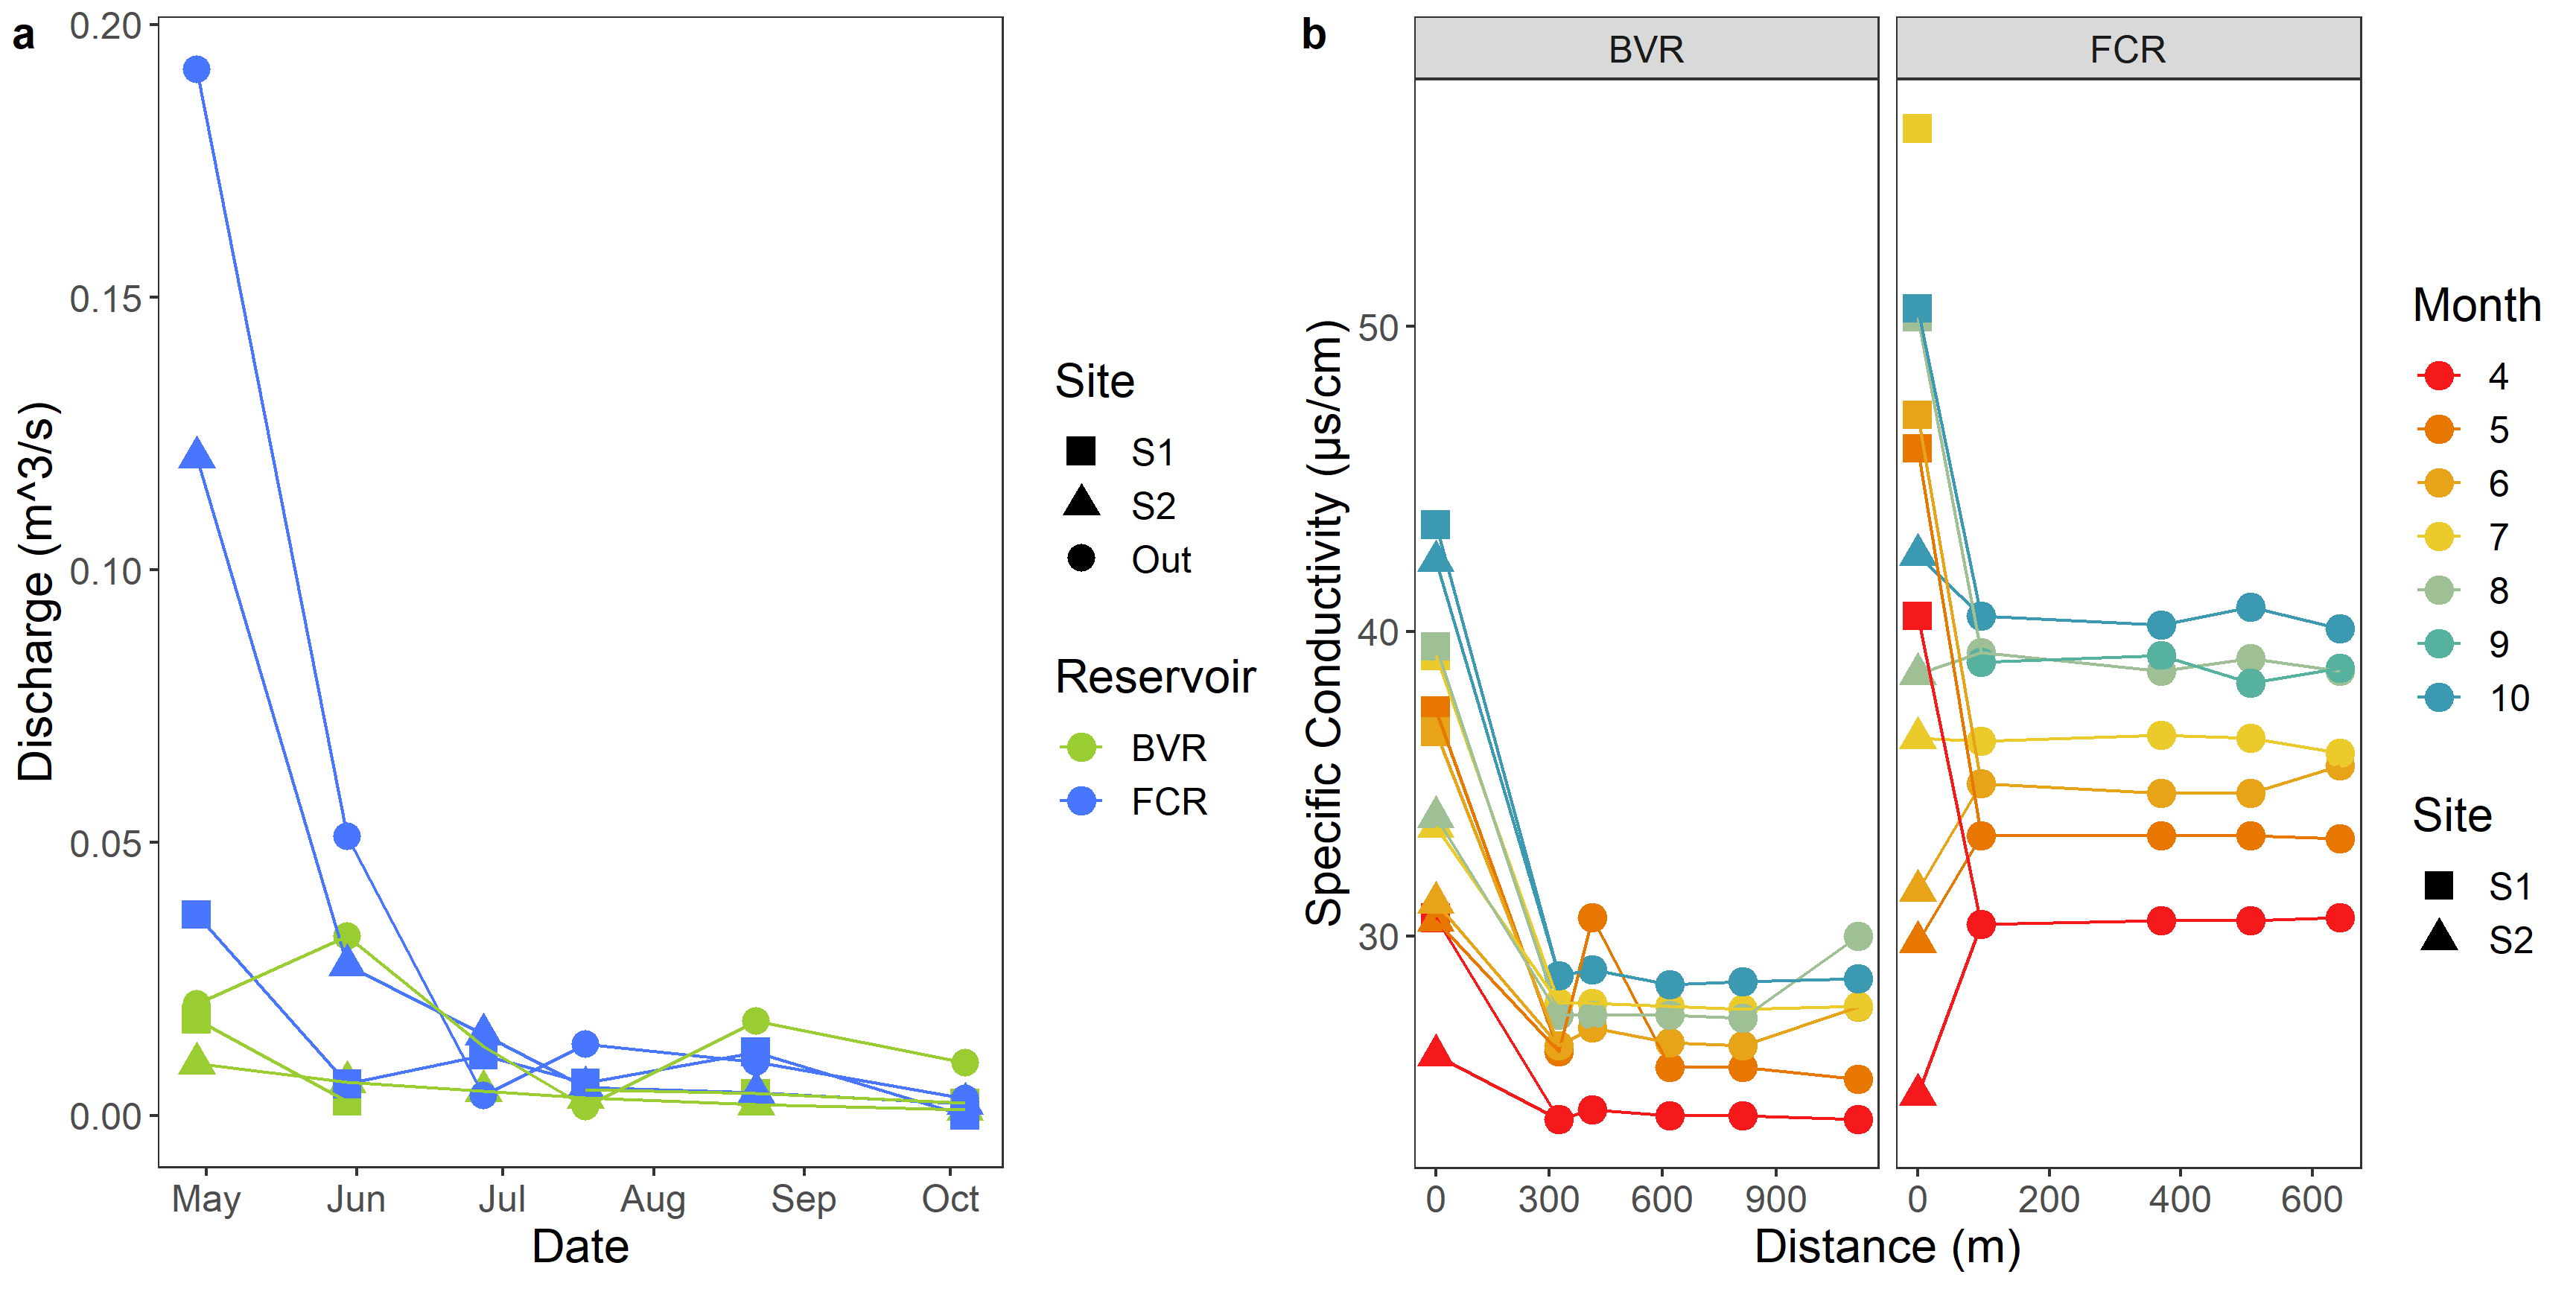 a
0.20
0.15
0.10
0.05
0.00
Discharge (m^3/s)
May Jun Jul Aug Sep Oct
Date
Site
S1
S2
Out
Reservoir
BVR
FCR
b
BVR FCR
50
40
30
Specific Conductivity (μs/cm)
0 300 600 900 0 200 400 600
Distance (m)
Month
4
5
6
7
8
9
10
Site
S1
S2